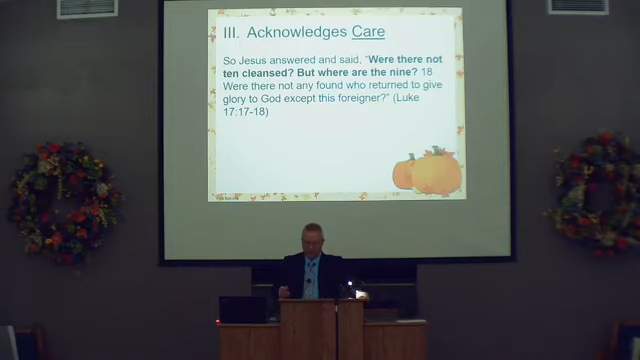 III. Acknowledges Care
So Jesus answered and said, "Were there not
ten cleansed? But where are the nine? 18
Were there not any found who returned to give
glory to God except this foreigner?" (Luke
17:17-18)